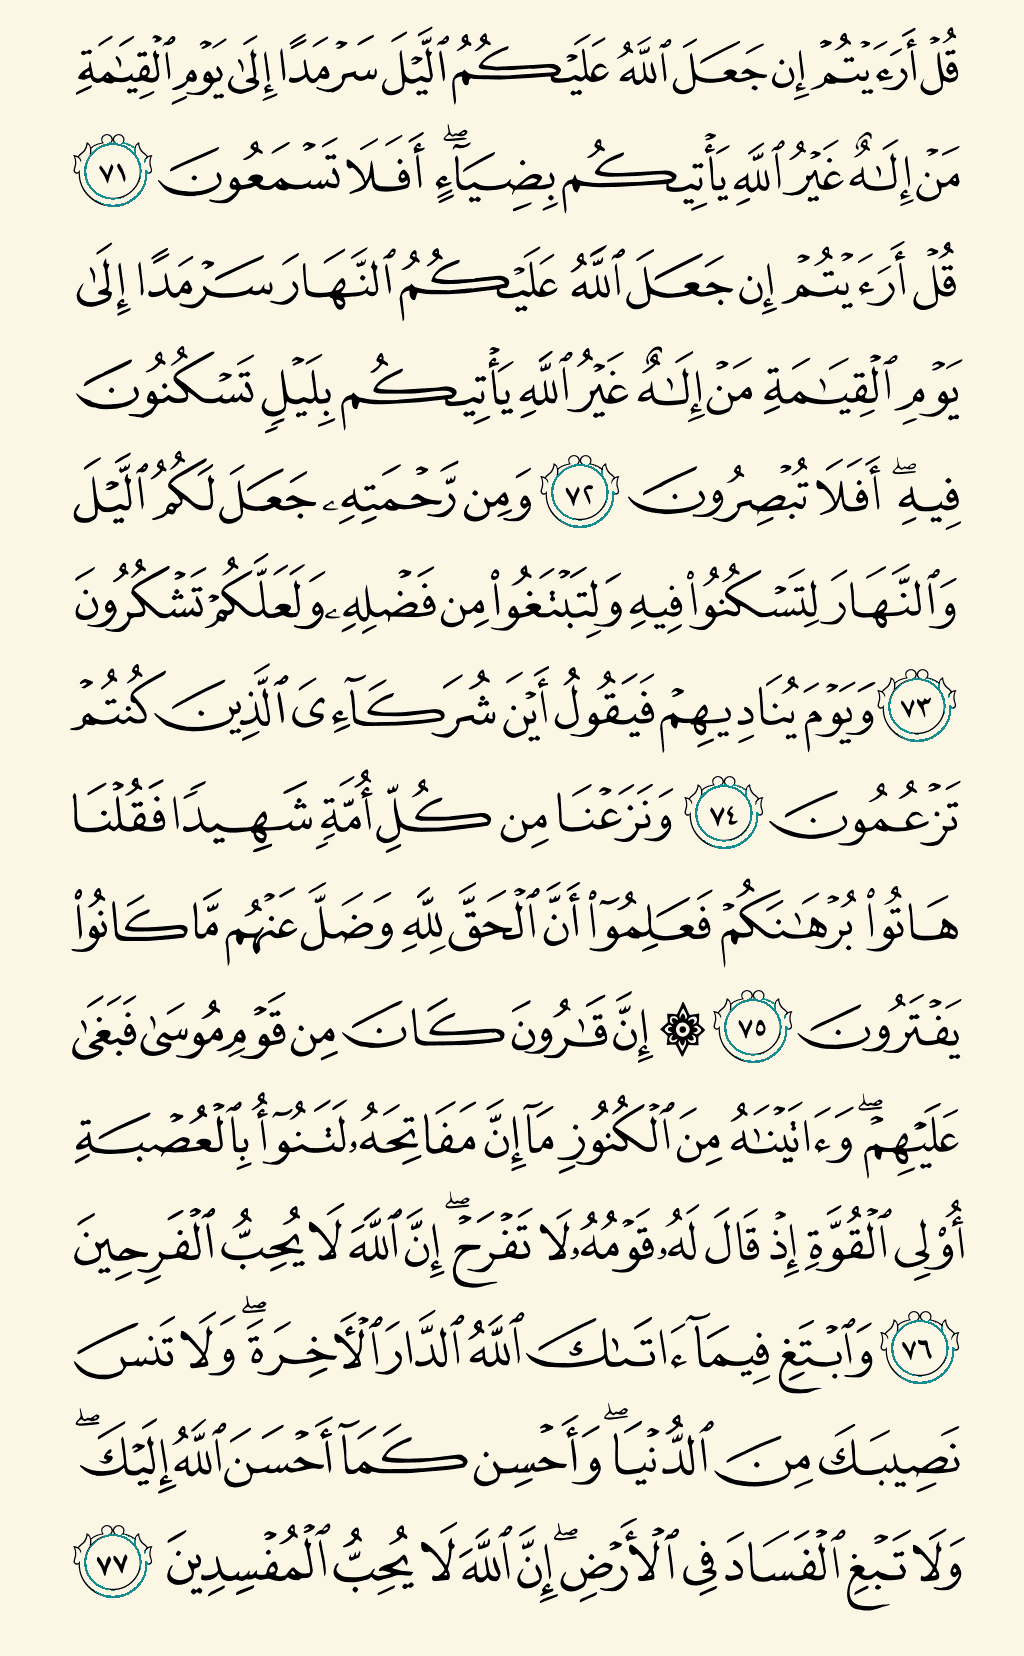 قُلْ أَرَءَيْتُمْ إِن جَعَلَ ٱللَّهُ عَلَيْكُمُ ٱلَّيْلَ سَرْمَدًا إِلَىٰ يَوْمِ ٱلْقِيَـٰمَةِ
مَنْ إِلَـٰهٌ غَيْرُ ٱللَّهِ يَأْتِيكُم بِضِيَآءٍ ۖ أَفَلَا تَسْمَعُونَ ٧١
قُلْ أَرَءَيْتُمْ إِن جَعَلَ ٱللَّهُ عَلَيْكُمُ ٱلنَّهَارَ سَرْمَدًا إِلَىٰ
يَوْمِ ٱلْقِيَـٰمَةِ مَنْ إِلَـٰهٌ غَيْرُ ٱللَّهِ يَأْتِيكُم بِلَيْلٍ تَسْكُنُونَ
فِيهِ ۖ أَفَلَا تُبْصِرُونَ ٧٢ وَمِن رَّحْمَتِهِۦ جَعَلَ لَكُمُ ٱلَّيْلَ
وَٱلنَّهَارَ لِتَسْكُنُوا۟ فِيهِ وَلِتَبْتَغُوا۟ مِن فَضْلِهِۦ وَلَعَلَّكُمْ تَشْكُرُونَ
٧٣ وَيَوْمَ يُنَادِيهِمْ فَيَقُولُ أَيْنَ شُرَكَآءِىَ ٱلَّذِينَ كُنتُمْ
تَزْعُمُونَ ٧٤ وَنَزَعْنَا مِن كُلِّ أُمَّةٍ شَهِيدًا فَقُلْنَا
هَاتُوا۟ بُرْهَـٰنَكُمْ فَعَلِمُوٓا۟ أَنَّ ٱلْحَقَّ لِلَّهِ وَضَلَّ عَنْهُم مَّا كَانُوا۟
يَفْتَرُونَ ٧٥ ۞ إِنَّ قَـٰرُونَ كَانَ مِن قَوْمِ مُوسَىٰ فَبَغَىٰ
عَلَيْهِمْ ۖ وَءَاتَيْنَـٰهُ مِنَ ٱلْكُنُوزِ مَآ إِنَّ مَفَاتِحَهُۥ لَتَنُوٓأُ بِٱلْعُصْبَةِ
أُو۟لِى ٱلْقُوَّةِ إِذْ قَالَ لَهُۥ قَوْمُهُۥ لَا تَفْرَحْ ۖ إِنَّ ٱللَّهَ لَا يُحِبُّ ٱلْفَرِحِينَ
٧٦ وَٱبْتَغِ فِيمَآ ءَاتَىٰكَ ٱللَّهُ ٱلدَّارَ ٱلْـَٔاخِرَةَ ۖ وَلَا تَنسَ
نَصِيبَكَ مِنَ ٱلدُّنْيَا ۖ وَأَحْسِن كَمَآ أَحْسَنَ ٱللَّهُ إِلَيْكَ ۖ
وَلَا تَبْغِ ٱلْفَسَادَ فِى ٱلْأَرْضِ ۖ إِنَّ ٱللَّهَ لَا يُحِبُّ ٱلْمُفْسِدِينَ ٧٧